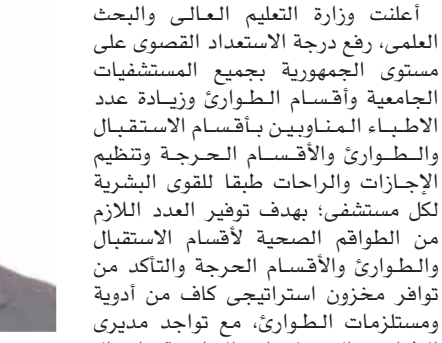 أعلنت وزارة التعليم العالى والبحث
العلمى، رفع درجة الاستعداد القصوى على
مستوى الجمهورية بجميع المستشفيات
الجامعية وأقسام الطوارئ وزيادة عدد
الاطباء المناوبين بأقسام الاستقبال
والطوارئ والأقسام الحرجة وتنظيم
الإجازات والراحات طبقا للقوى البشرية
لكل مستشفى؛ بهدف توفير العدد اللازم
من الطواقم الصحية لأقسام الاستقبال
والطوارئ والأقسام الحرجة والتأكد من
توافر مخزون استراتيجى كاف من أدوية
ومستلزمات الطوارئ، مع تواجد مديرى